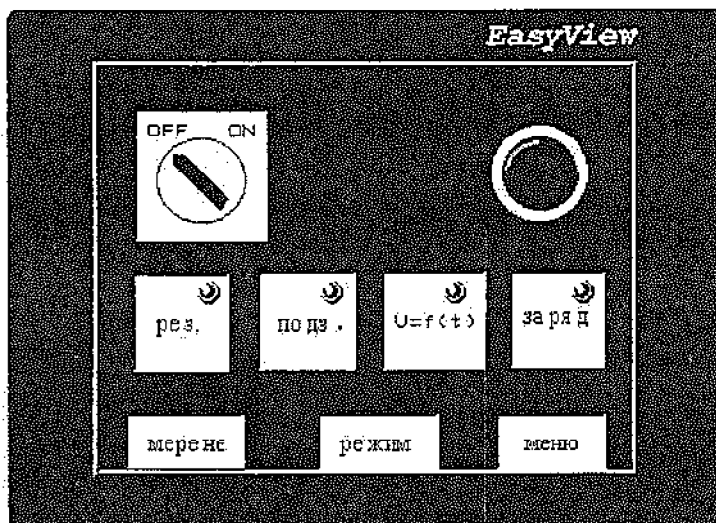 EasyView
OFF ON
рез. подз. U=f(t) заряд
мерене режим меню